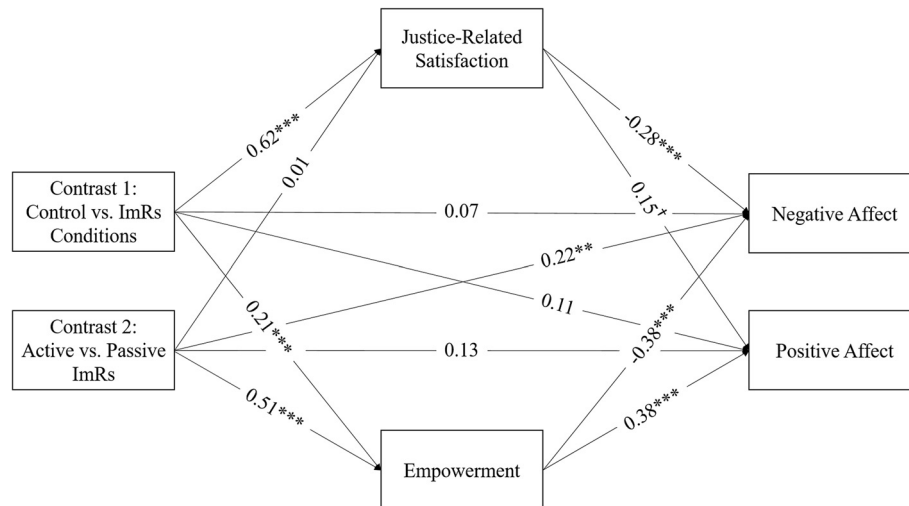 Justice-Related
Satisfaction
0.62***
-0.28***
0.01
0.15†
Contrast 1:
Control vs. ImRs
Conditions
0.07
Negative Affect
0.22**
0.21***
0.11
Contrast 2:
Active vs. Passive
ImRs
0.13
-0.38***
Positive Affect
0.51***
0.38***
Empowerment